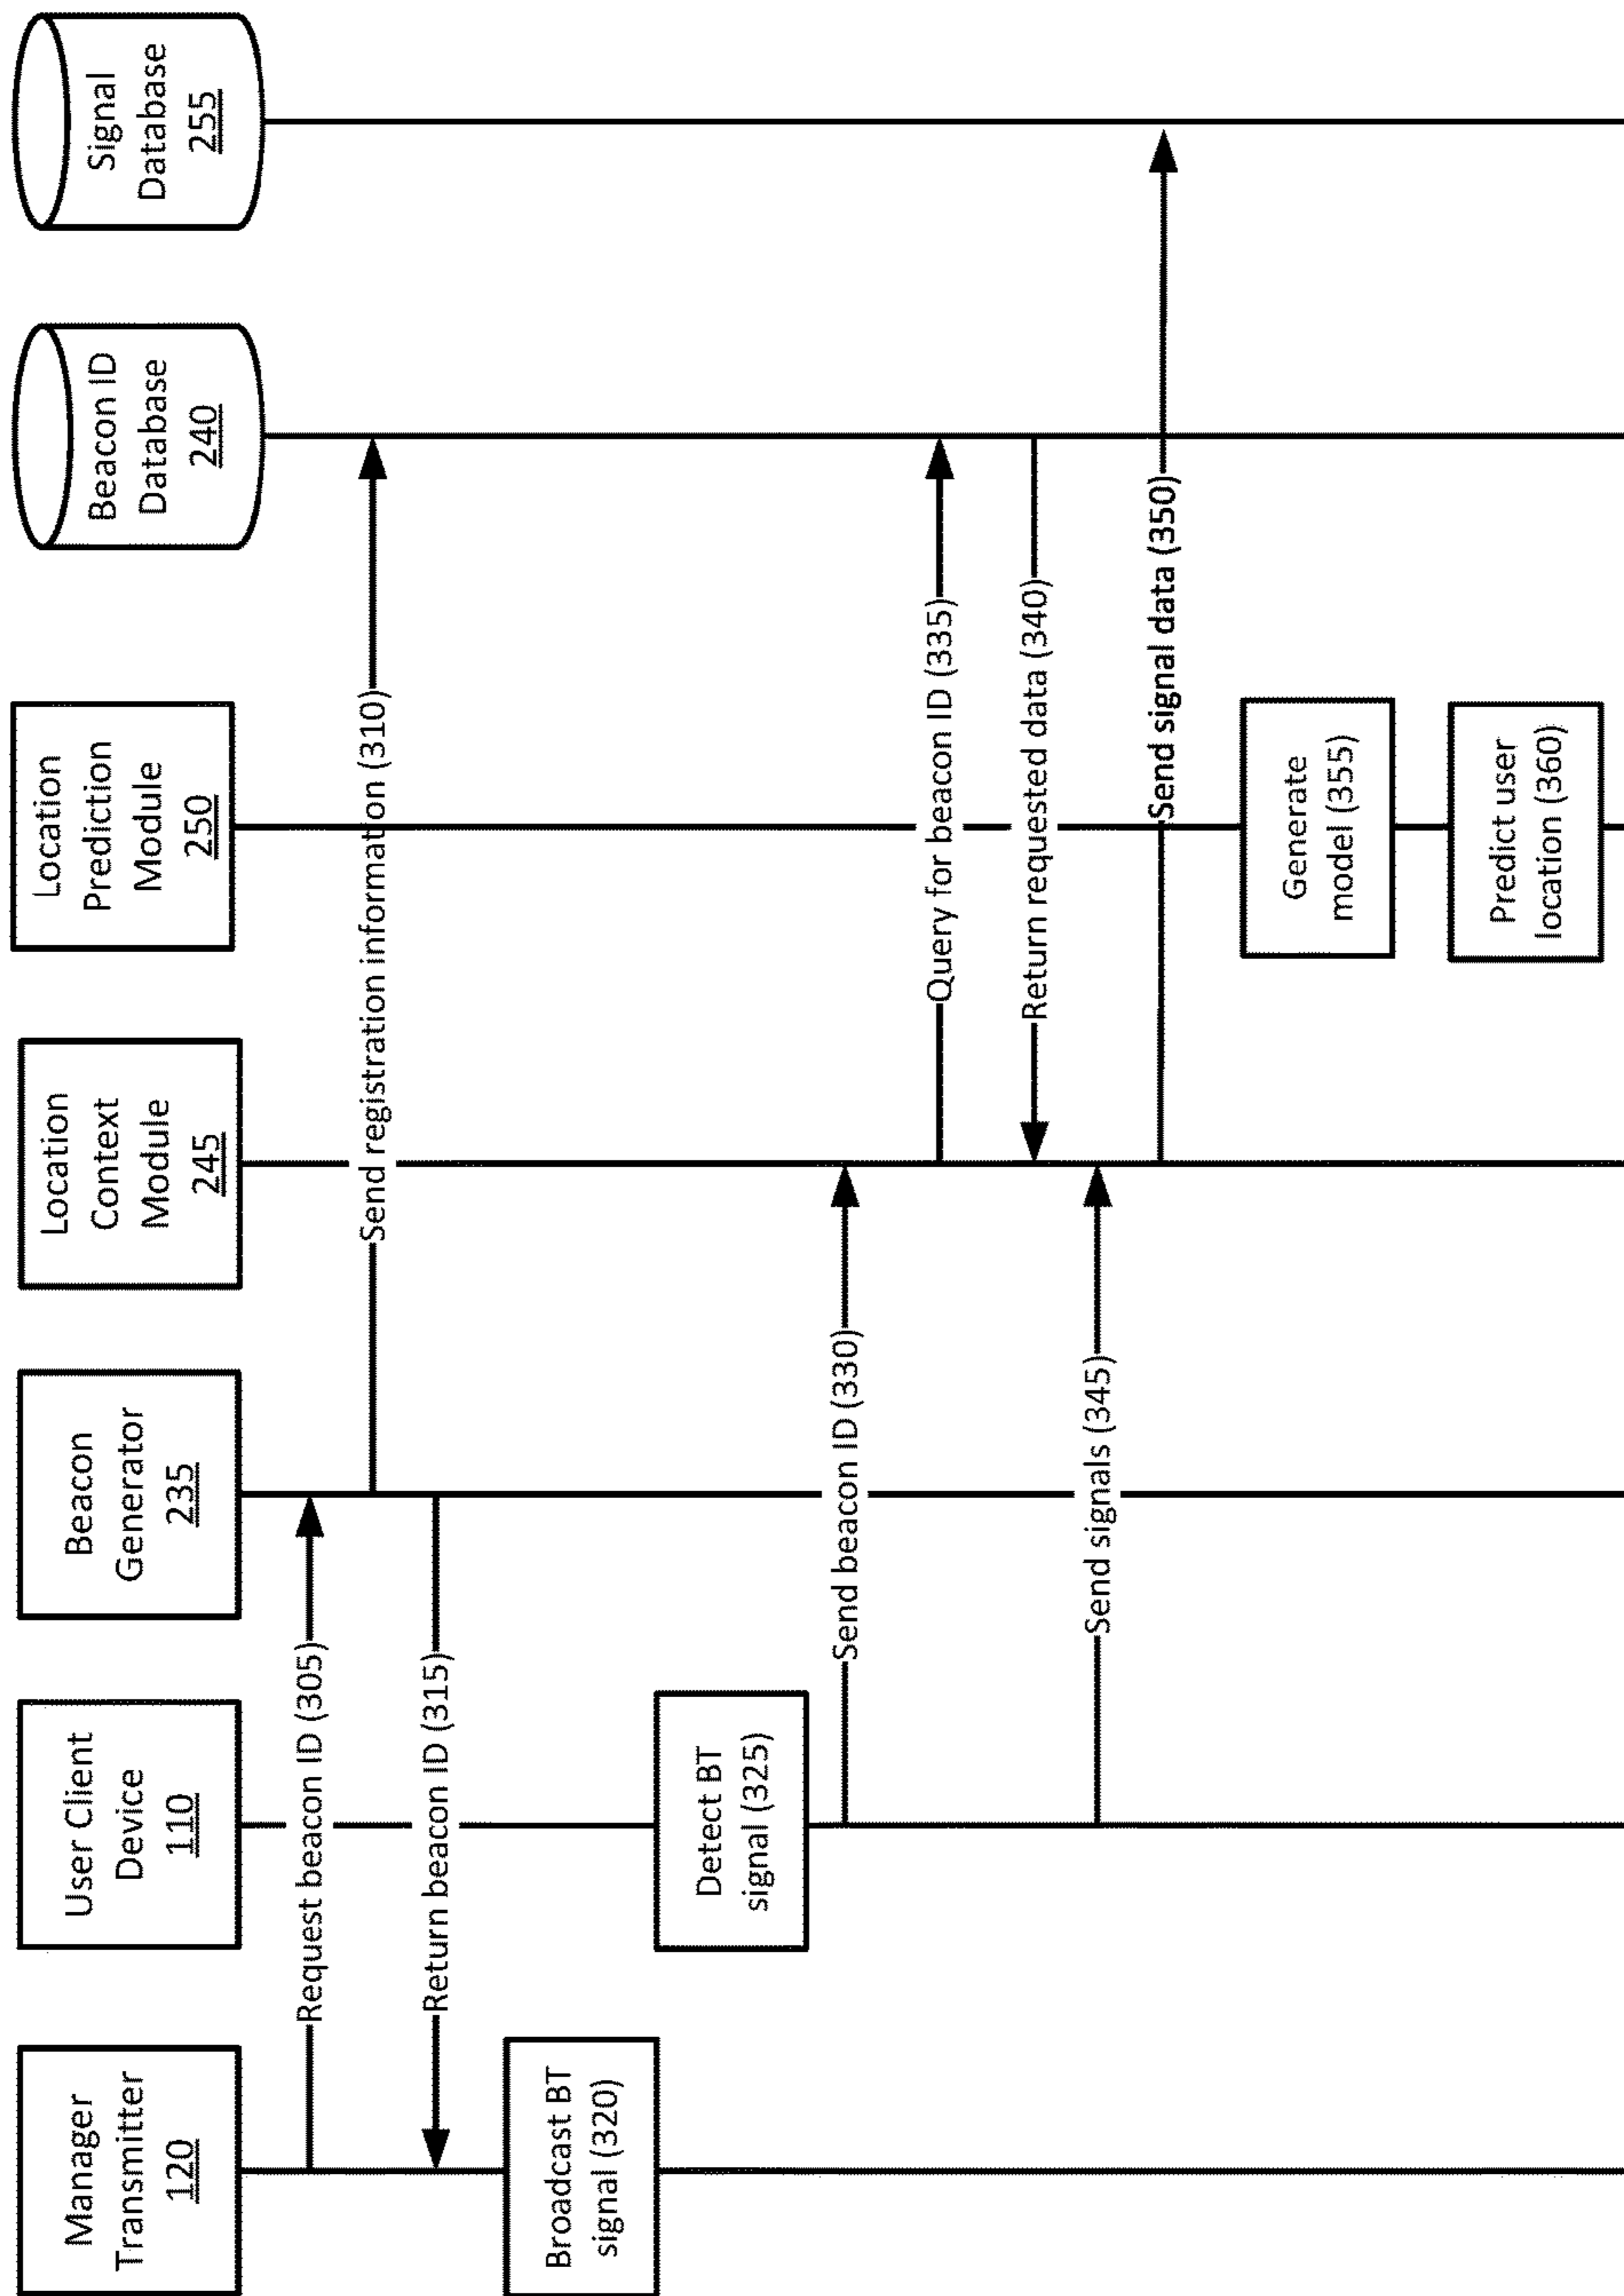 Manager
Transmitter
120
User Client
Device
110
Beacon
Generator
235
Location
Context
Module
245
Location
Prediction
Module
250
Beacon ID
Database
240
Signal
Database
255
Request beacon ID (305)
Send registration information (310)
Return beacon ID (315)
Broadcast BT
signal (320)
Detect BT
signal (325)
Send beacon ID (330)
Query for beacon ID (335)
Return requested data (340)
Send signals (345)
Send signal data (350)
Generate
model (355)
Predict user
location (360)